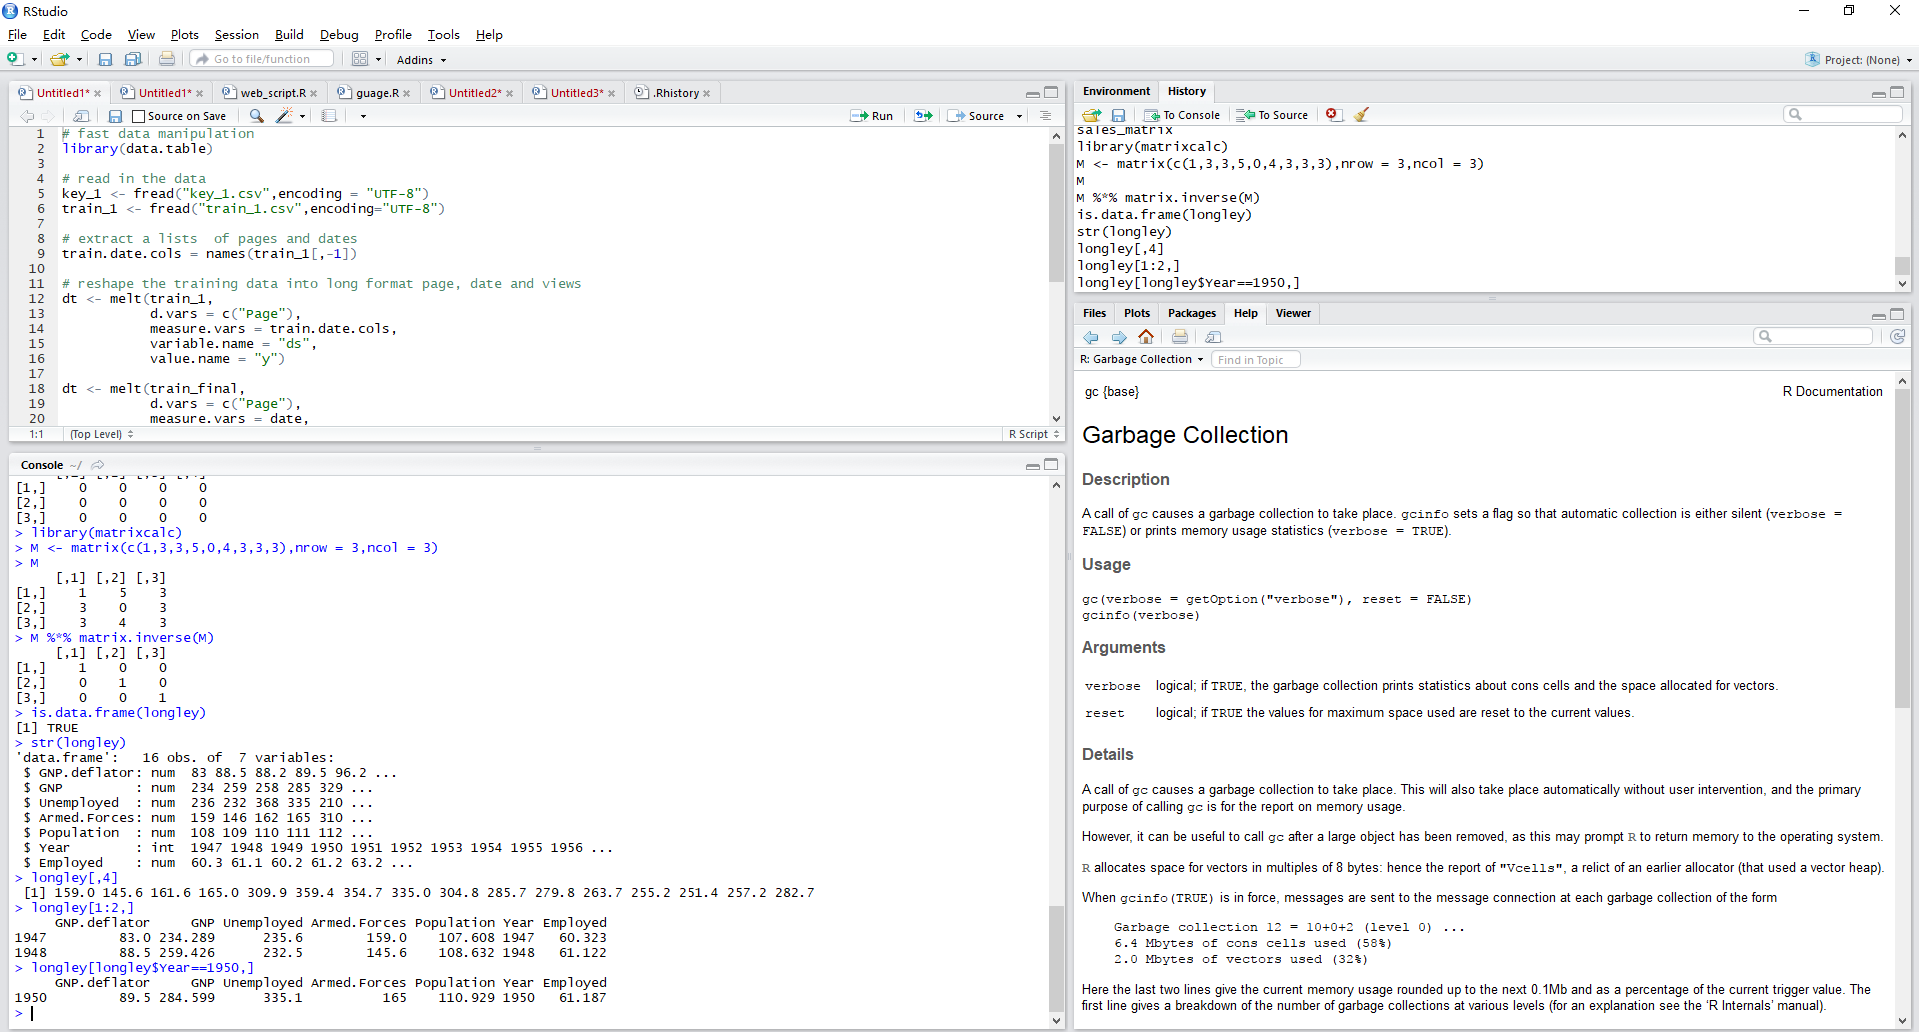 RStudio
File Edit Code View Plots Session Build Debug Profile Tools Help
Go to file/function Addins Project: (None)
Untitled1* Untitled1* web_script.R guage.R Untitled2* Untitled3* .Rhistory
Source on Save Run Source
1 # fast data manipulation
2 library(data.table)
3
4 # read in the data
5 key_1 <- fread("key_1.csv",encoding = "UTF-8")
6 train_1 <- fread("train_1.csv",encoding="UTF-8")
7
8 # extract a lists  of pages and dates
9 train.date.cols = names(train_1[,-1])
10
11 # reshape the training data into long format page, date and views
12 dt <- melt(train_1,
13            d.vars = c("Page"),
14            measure.vars = train.date.cols,
15            variable.name = "ds",
16            value.name = "y")
17
18 dt <- melt(train_final,
19            d.vars = c("Page"),
20            measure.vars = date,
1:1 (Top Level) R Script
Console ~/
[1,]    0    0    0    0
[2,]    0    0    0    0
[3,]    0    0    0    0
> library(matrixcalc)
> M <- matrix(c(1,3,3,5,0,4,3,3,3),nrow = 3,ncol = 3)
> M
     [,1] [,2] [,3]
[1,]    1    5    3
[2,]    3    0    3
[3,]    3    4    3
> M %*% matrix.inverse(M)
     [,1] [,2] [,3]
[1,]    1    0    0
[2,]    0    1    0
[3,]    0    0    1
> is.data.frame(longley)
[1] TRUE
> str(longley)
'data.frame':   16 obs. of  7 variables:
 $ GNP.deflator: num  83 88.5 88.2 89.5 96.2 ...
 $ GNP         : num  234 259 258 285 329 ...
 $ Unemployed  : num  236 232 368 335 210 ...
 $ Armed.Forces: num  159 146 162 165 310 ...
 $ Population  : num  108 109 110 111 112 ...
 $ Year        : int  1947 1948 1949 1950 1951 1952 1953 1954 1955 1956 ...
 $ Employed    : num  60.3 61.1 60.2 61.2 63.2 ...
> longley[,4]
 [1] 159.0 145.6 161.6 165.0 309.9 359.4 354.7 335.0 304.8 285.7 279.8 263.7 255.2 251.4 257.2 282.7
> longley[1:2,]
     GNP.deflator     GNP Unemployed Armed.Forces Population Year Employed
1947         83.0 234.289      235.6        159.0    107.608 1947   60.323
1948         88.5 259.426      232.5        145.6    108.632 1948   61.122
> longley[longley$Year==1950,]
     GNP.deflator     GNP Unemployed Armed.Forces Population Year Employed
1950         89.5 284.599      335.1          165    110.929 1950   61.187
>
Environment History
To Console To Source
sales_matrix
library(matrixcalc)
M <- matrix(c(1,3,3,5,0,4,3,3,3),nrow = 3,ncol = 3)
M
M %*% matrix.inverse(M)
is.data.frame(longley)
str(longley)
longley[,4]
longley[1:2,]
longley[longley$Year==1950,]
Files Plots Packages Help Viewer
R: Garbage Collection Find in Topic
gc {base} R Documentation
Garbage Collection
Description
A call of gc causes a garbage collection to take place. gcinfo sets a flag so that automatic collection is either silent (verbose =
FALSE) or prints memory usage statistics (verbose = TRUE).
Usage
gc(verbose = getOption("verbose"), reset = FALSE)
gcinfo(verbose)
Arguments
verbose logical; if TRUE, the garbage collection prints statistics about cons cells and the space allocated for vectors.
reset logical; if TRUE the values for maximum space used are reset to the current values.
Details
A call of gc causes a garbage collection to take place. This will also take place automatically without user intervention, and the primary
purpose of calling gc is for the report on memory usage.
However, it can be useful to call gc after a large object has been removed, as this may prompt R to return memory to the operating system.
R allocates space for vectors in multiples of 8 bytes: hence the report of "Vcells", a relict of an earlier allocator (that used a vector heap).
When gcinfo(TRUE) is in force, messages are sent to the message connection at each garbage collection of the form
Garbage collection 12 = 10+0+2 (level 0) ...
6.4 Mbytes of cons cells used (58%)
2.0 Mbytes of vectors used (32%)
Here the last two lines give the current memory usage rounded up to the next 0.1Mb and as a percentage of the current trigger value. The
first line gives a breakdown of the number of garbage collections at various levels (for an explanation see the ‘R Internals’ manual).